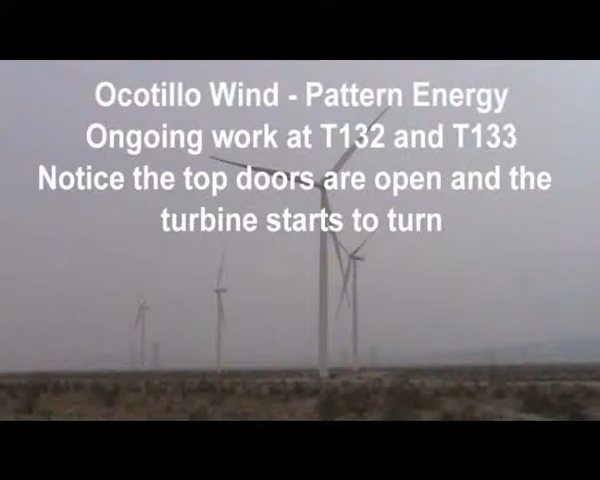 Ocotillo Wind - Pattern Energy
Ongoing work at T132 and T133
Notice the top doors are open and the
turbine starts to turn